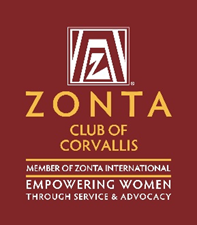 ZONTA
CLUB OF
CORVALLIS
MEMBER OF ZONTA INTERNATIONAL
EMPOWERING WOMEN
THROUGH SERVICE & ADVOCACY